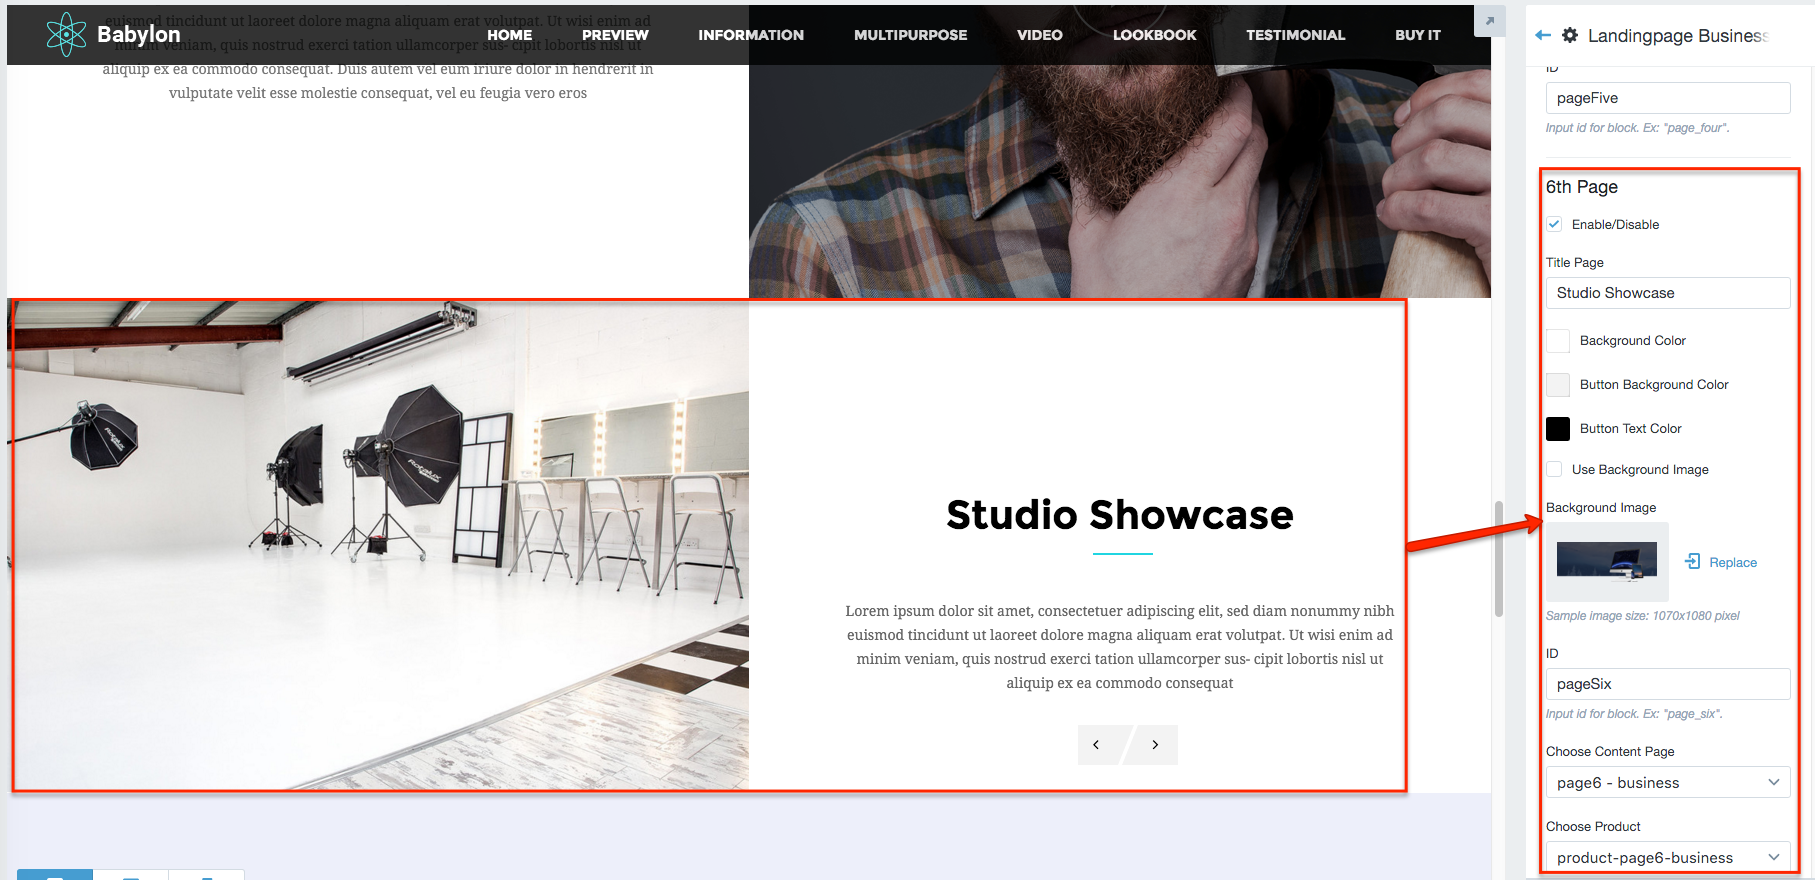 euismod tincidunt ut laoreet dolore magna aliquam erat volutpat. Ut wisi enim ad
minim veniam, quis nostrud exerci tation ullamcorper sus- cipit lobortis nisl ut
Babylon
HOME
PREVIEW
INFORMATION
MULTIPURPOSE
VIDEO
LOOKBOOK
TESTIMONIAL
BUY IT
aliquip ex ea commodo consequat. Duis autem vel eum iriure dolor in hendrerit in
vulputate velit esse molestie consequat, vel eu feugia vero eros
Rotalux
Rotalux
Studio Showcase
Lorem ipsum dolor sit amet, consectetuer adipiscing elit, sed diam nonummy nibh
euismod tincidunt ut laoreet dolore magna aliquam erat volutpat. Ut wisi enim ad
minim veniam, quis nostrud exerci tation ullamcorper sus- cipit lobortis nisl ut
aliquip ex ea commodo consequat
Landingpage Business
ID
pageFive
Input id for block. Ex: "page_four".
6th Page
Enable/Disable
Title Page
Studio Showcase
Background Color
Button Background Color
Button Text Color
Use Background Image
Background Image
Replace
Sample image size: 1070x1080 pixel
ID
pageSix
Input id for block. Ex: "page_six".
Choose Content Page
page6 - business
Choose Product
product-page6-business